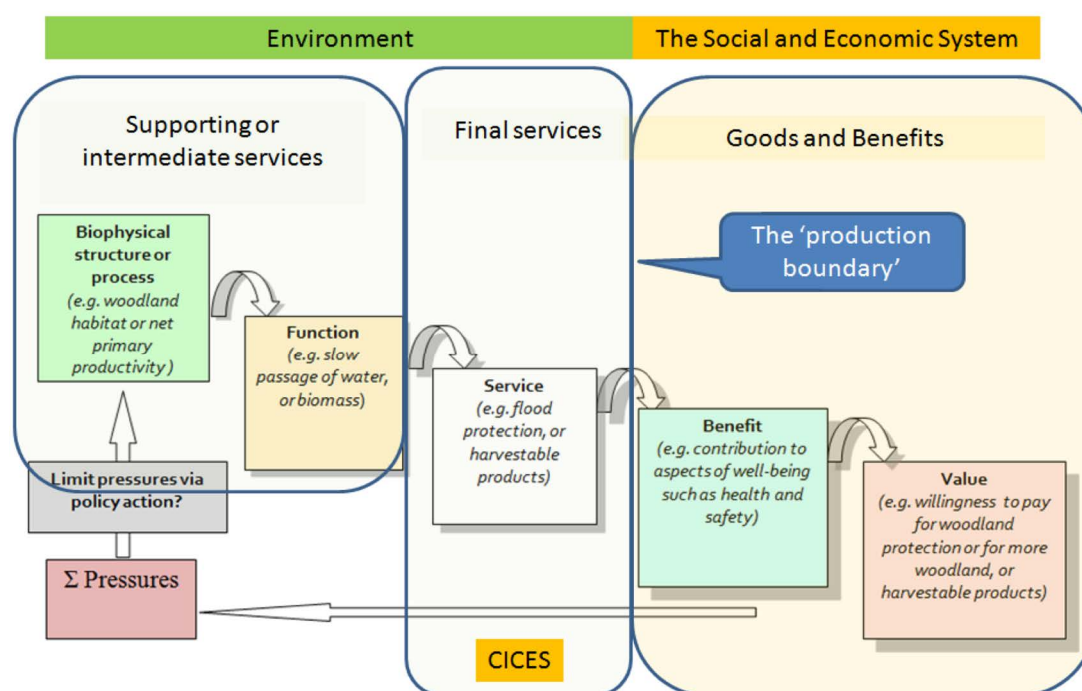 Environment
The Social and Economic System
Supporting or
intermediate services
Final services
Goods and Benefits
The ‘production
boundary’
Biophysical
structure or
process
(e.g. woodland
habitat or net
primary
productivity )
Function
(e.g. slow
passage of water,
or biomass)
Service
(e.g. flood
protection, or
harvestable
products)
Benefit
(e.g. contribution to
aspects of well-being
such as health and
safety)
Value
(e.g. willingness to pay
for woodland
protection or for more
woodland, or
harvestable products)
Limit pressures via
policy action?
Σ Pressures
CICES